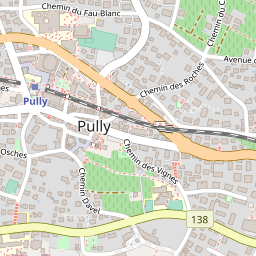 Chemin du Fau-Blanc
Chemin du C
Avenue d
Chemin des Roches
Pully
Pully
Osches
Chemin des Vignes
Chemin Davel
138